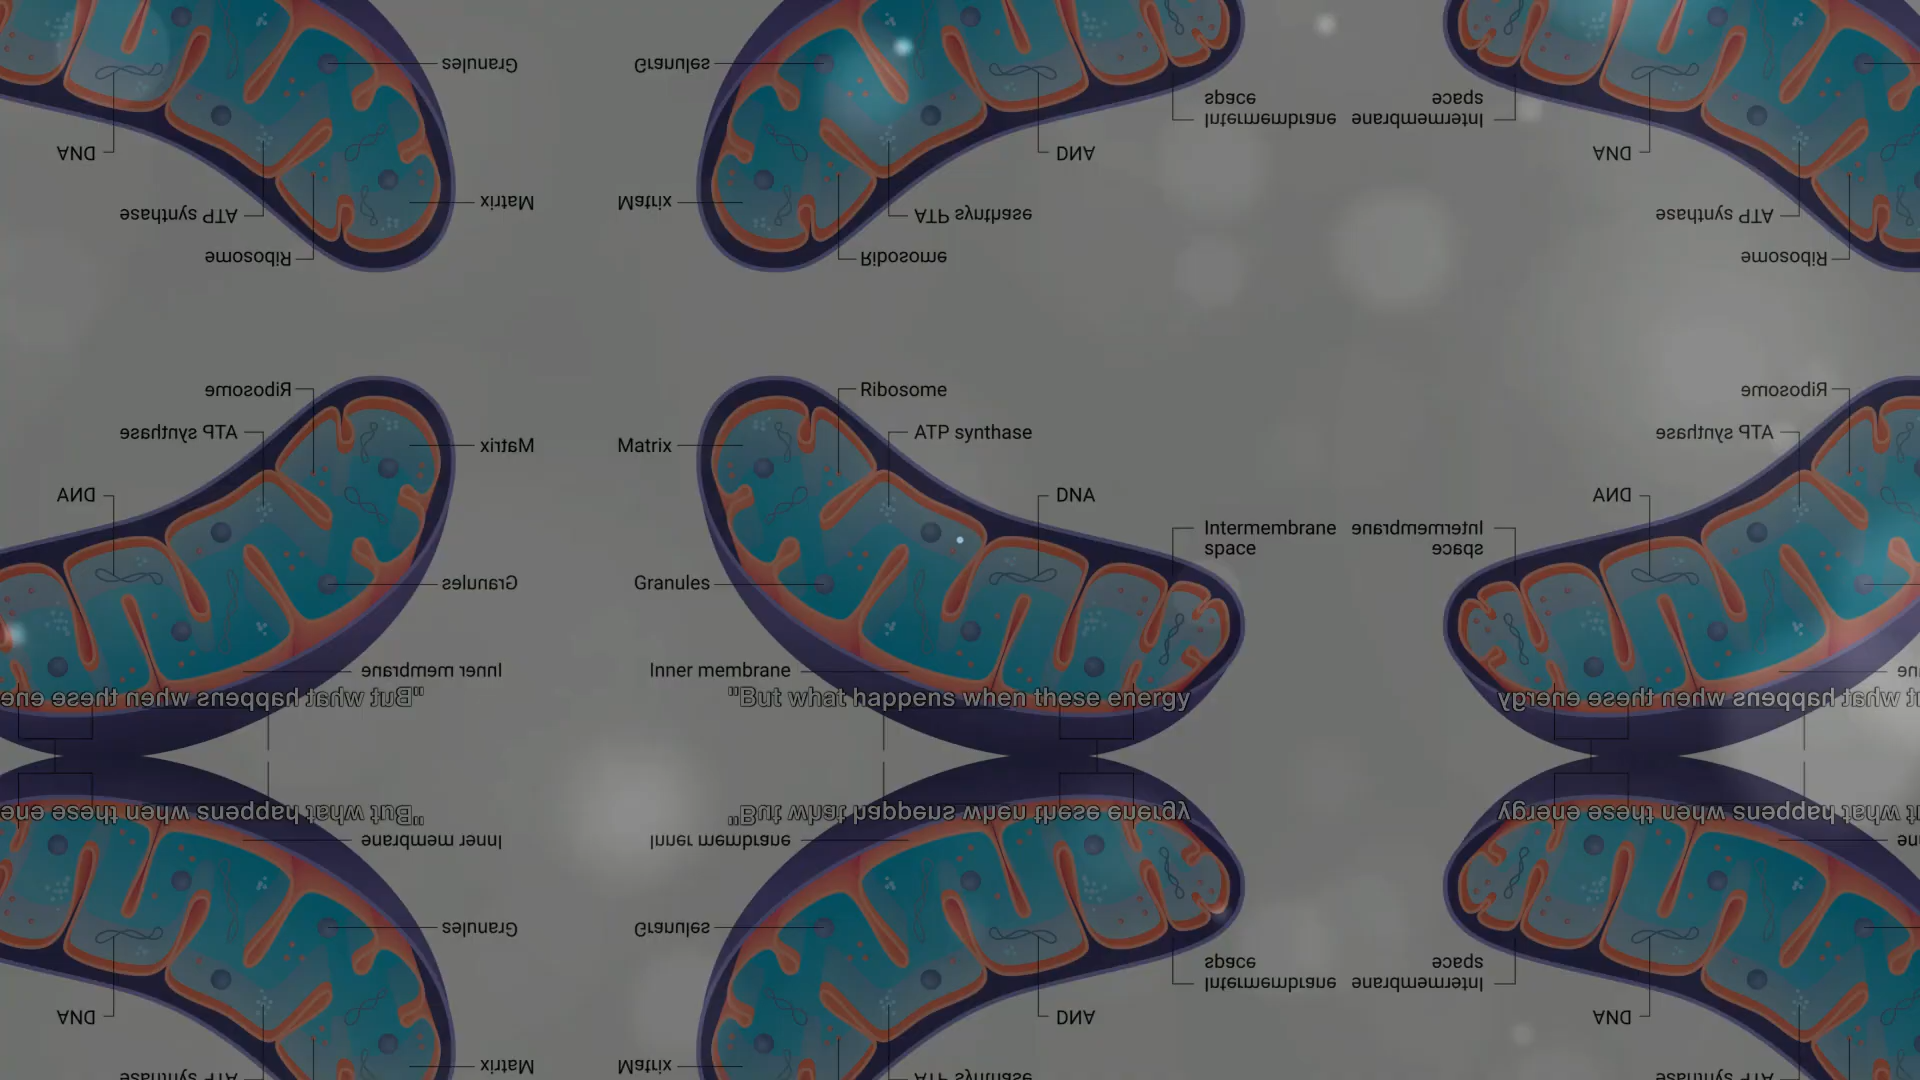 Ribosome
Matrix
ATP synthase
DNA
Intermembrane
space
Granules
Inner membrane
"But what happens when these energy